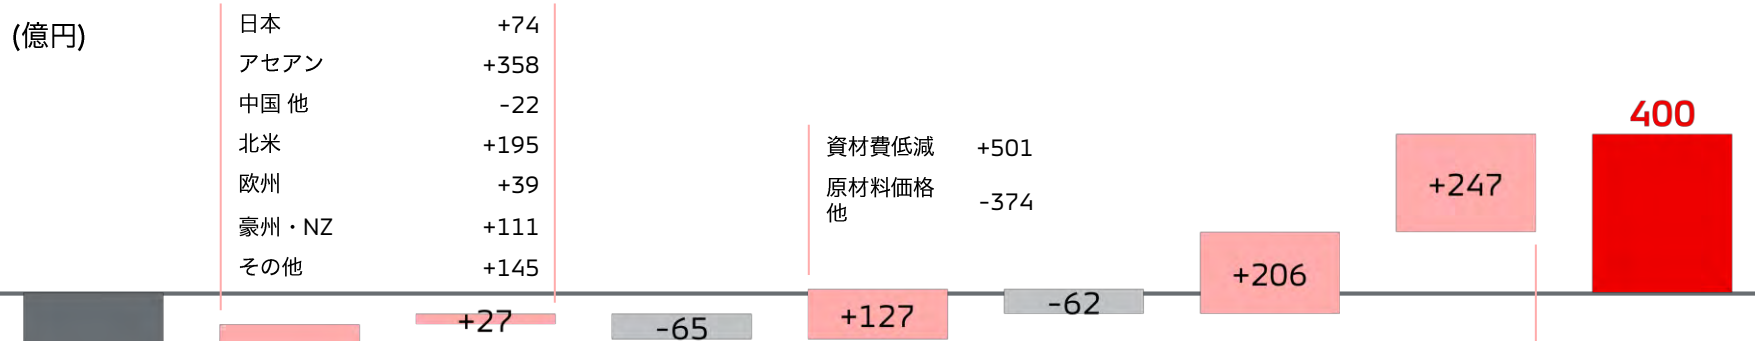 (億円)
日本 +74
アセアン +358
中国 他 -22
北米 +195
欧州 +39
豪州・NZ +111
その他 +145
資材費低減 +501
原材料価格
他 -374
400
+247
+206
+27
-65
+127
-62